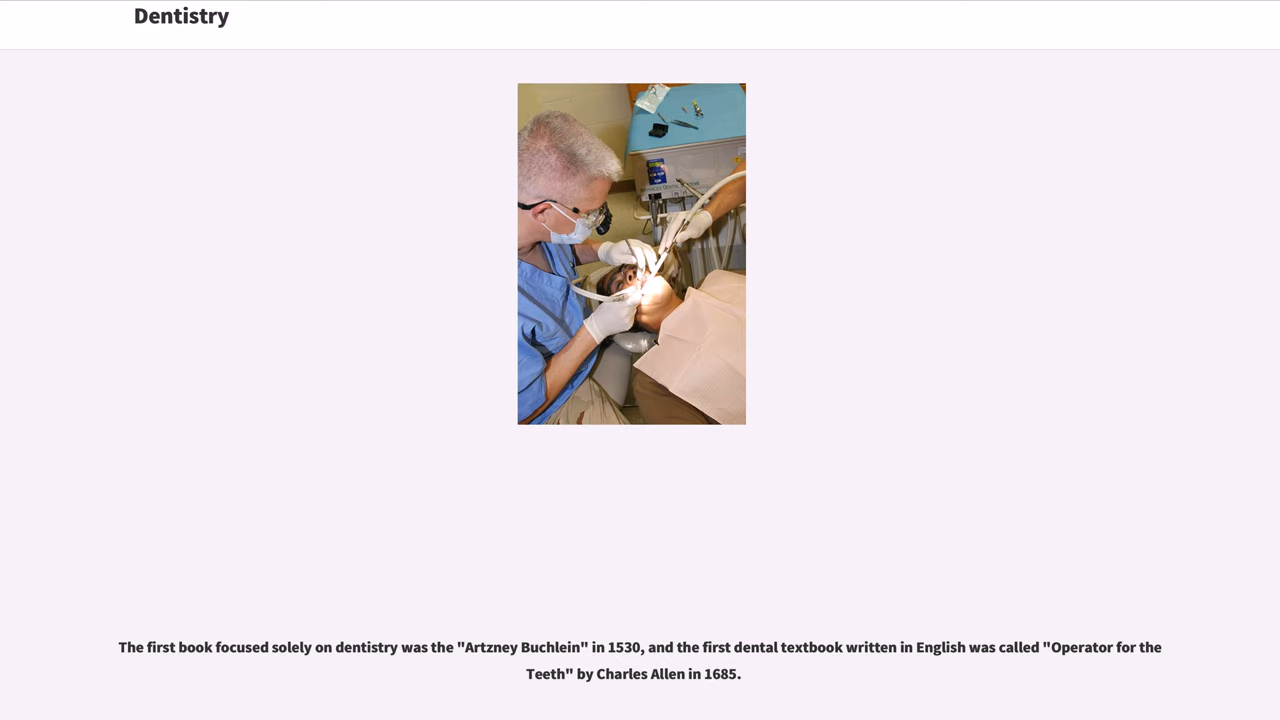 Dentistry
The first book focused solely on dentistry was the "Artzney Buchlein" in 1530, and the first dental textbook written in English was called "Operator for the
Teeth" by Charles Allen in 1685.